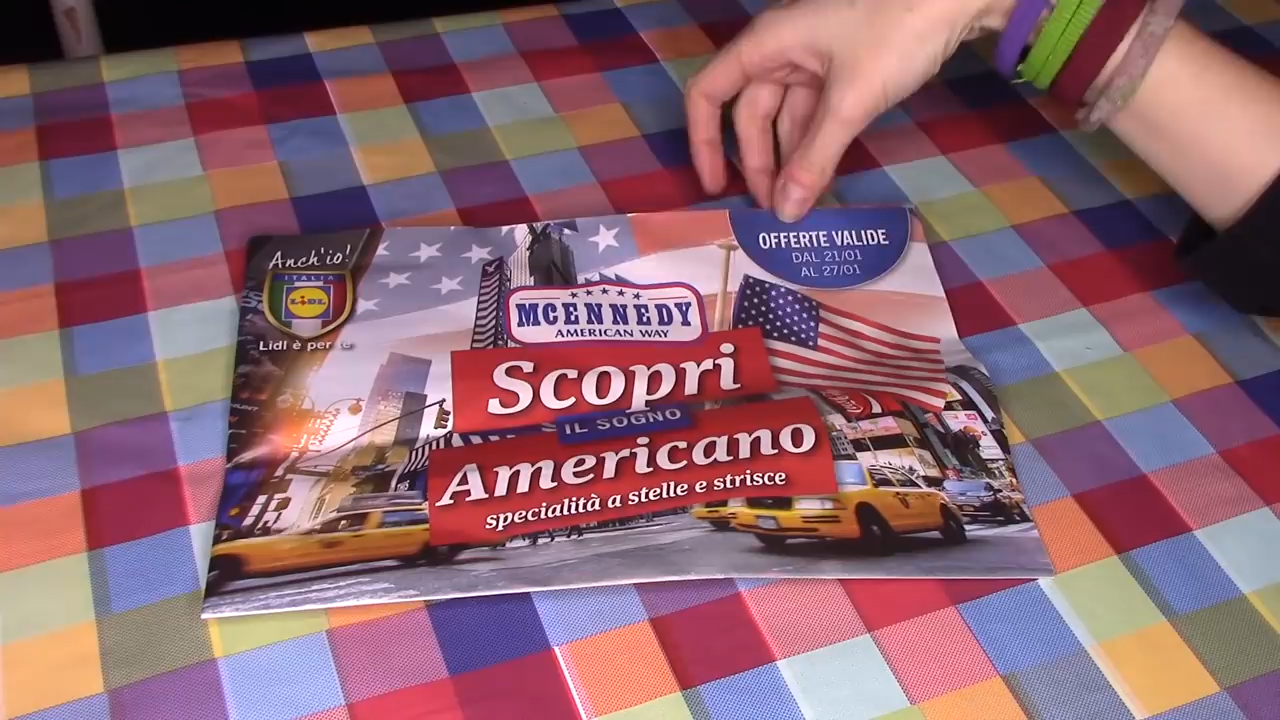 Anch'io!
ITALIA
LIDL
Lidl è per te
OFFERTE VALIDE
DAL 21/01
AL 27/01
MCENNEDY
AMERICAN WAY
Scopri
IL SOGNO
Americano
specialità a stelle e strisce